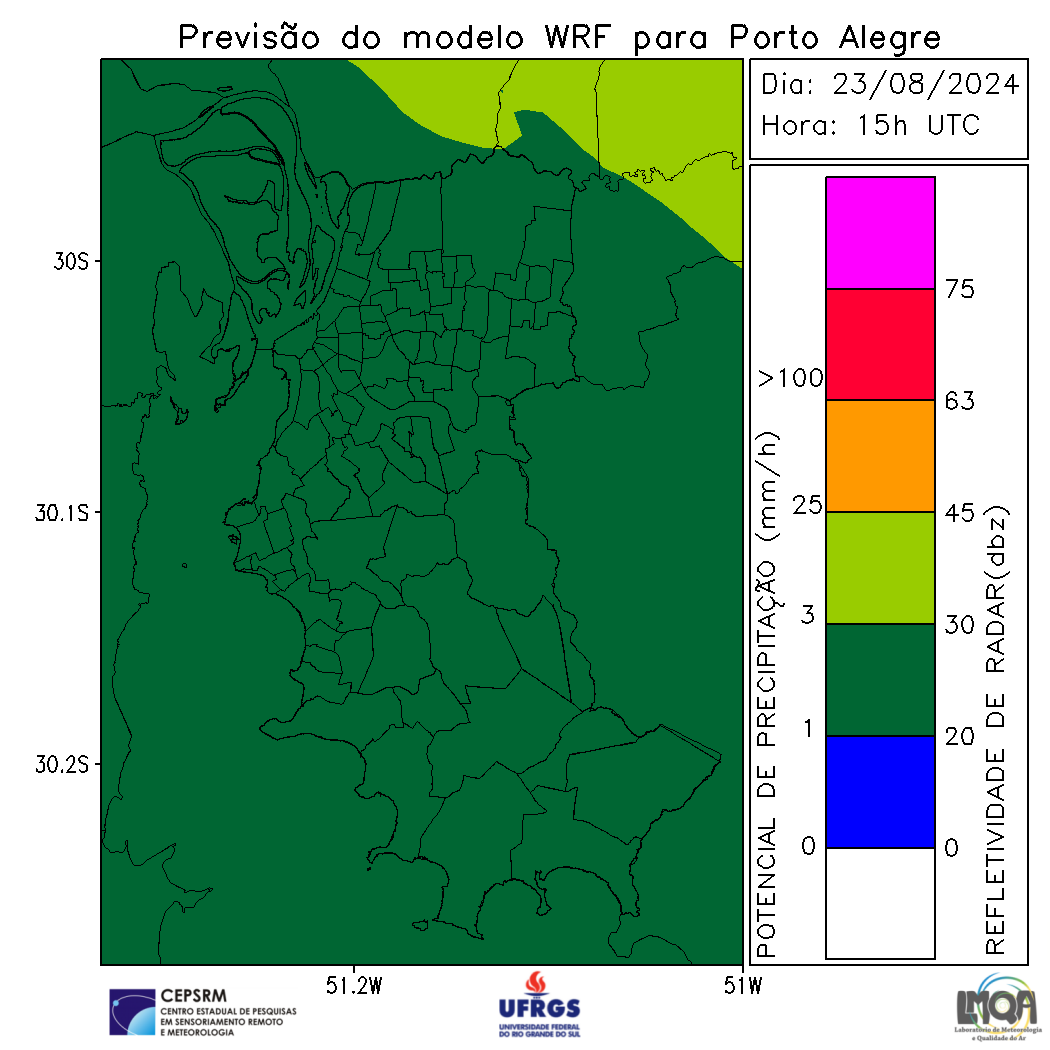 Previsão do modelo WRF para Porto Alegre
Dia: 23/08/2024
Hora: 15h UTC
30S
30.1S
30.2S
51.2W
51W
POTENCIAL DE PRECIPITAÇÃO (mm/h)
>100
25
3
1
0
75
63
45
30
20
0
REFLETIVIDADE DE RADAR(dbz)
CEPSRM
CENTRO ESTADUAL DE PESQUISAS
EM SENSORIAMENTO REMOTO
E METEOROLOGIA
UFRGS
UNIVERSIDADE FEDERAL
DO RIO GRANDE DO SUL
LMQA
Laboratório de Meteorologia
e Qualidade do Ar